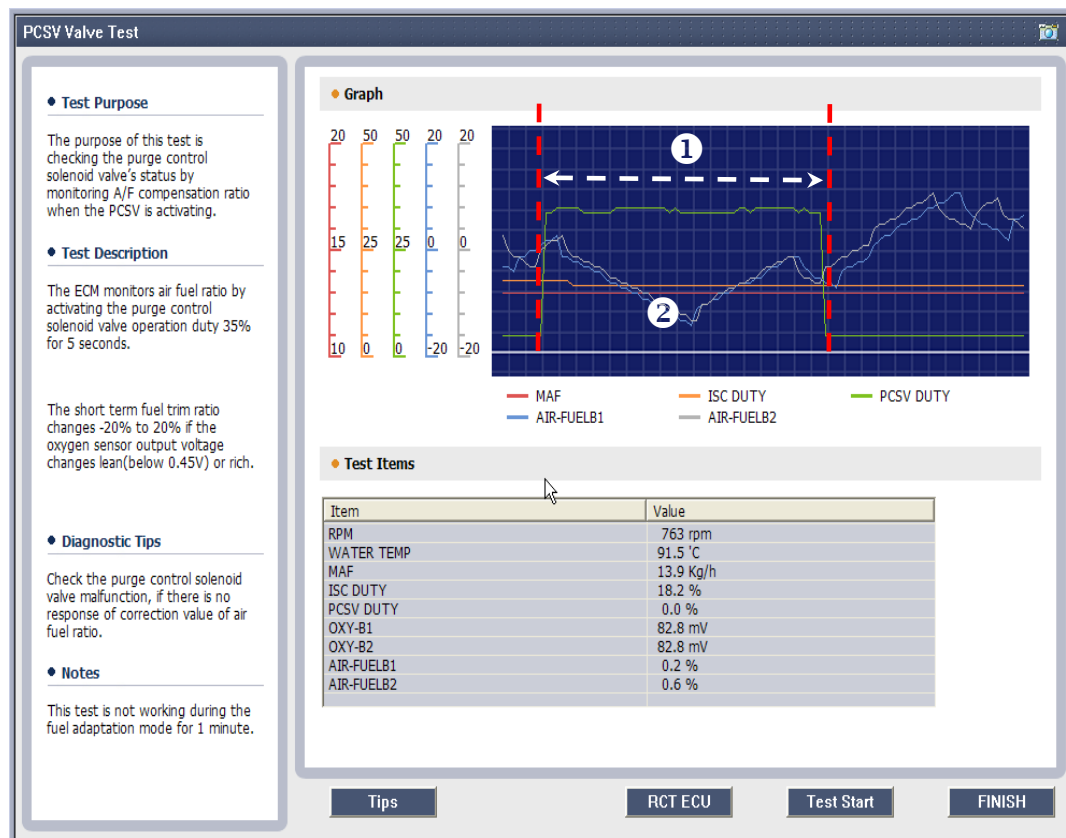 PCSV Valve Test
Test Purpose
The purpose of this test is
checking the purge control
solenoid valve's status by
monitoring A/F compensation ratio
when the PCSV is activating.
Test Description
The ECM monitors air fuel ratio by
activating the purge control
solenoid valve operation duty 35%
for 5 seconds.
The short term fuel trim ratio
changes -20% to 20% if the
oxygen sensor output voltage
changes lean(below 0.45V) or rich.
Diagnostic Tips
Check the purge control solenoid
valve malfunction, if there is no
response of correction value of air
fuel ratio.
Notes
This test is not working during the
fuel adaptation mode for 1 minute.
Graph
20 50 50 20 20
15 25 25 0 0
10 0 0 -20 -20
1
2
MAF ISC DUTY PCSV DUTY
AIR-FUELB1 AIR-FUELB2
Test Items
Item Value
RPM 763 rpm
WATER TEMP 91.5 'C
MAF 13.9 Kg/h
ISC DUTY 18.2 %
PCSV DUTY 0.0 %
OXY-B1 82.8 mV
OXY-B2 82.8 mV
AIR-FUELB1 0.2 %
AIR-FUELB2 0.6 %
Tips RCT ECU Test Start FINISH